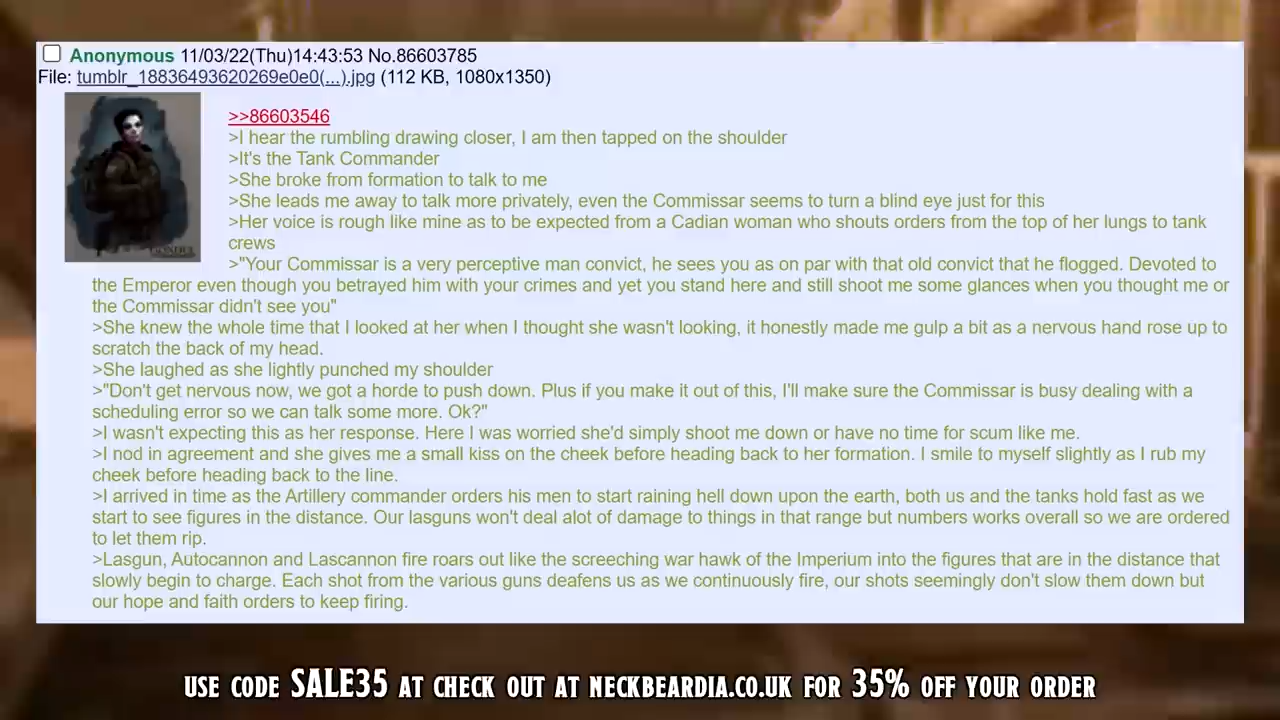 Anonymous 11/03/22(Thu)14:43:53 No.86603785
File: tumblr_18836493620269e0e0(...).jpg (112 KB, 1080x1350)
>>86603546
>I hear the rumbling drawing closer, I am then tapped on the shoulder
>It's the Tank Commander
>She broke from formation to talk to me
>She leads me away to talk more privately, even the Commissar seems to turn a blind eye just for this
>Her voice is rough like mine as to be expected from a Cadian woman who shouts orders from the top of her lungs to tank
crews
>"Your Commissar is a very perceptive man convict, he sees you as on par with that old convict that he flogged. Devoted to
the Emperor even though you betrayed him with your crimes and yet you stand here and still shoot me some glances when you thought me or
the Commissar didn't see you"
>She knew the whole time that I looked at her when I thought she wasn't looking, it honestly made me gulp a bit as a nervous hand rose up to
scratch the back of my head.
>She laughed as she lightly punched my shoulder
>"Don't get nervous now, we got a horde to push down. Plus if you make it out of this, I'll make sure the Commissar is busy dealing with a
scheduling error so we can talk some more. Ok?"
>I wasn't expecting this as her response. Here I was worried she'd simply shoot me down or have no time for scum like me.
>I nod in agreement and she gives me a small kiss on the cheek before heading back to her formation. I smile to myself slightly as I rub my
cheek before heading back to the line.
>I arrived in time as the Artillery commander orders his men to start raining hell down upon the earth, both us and the tanks hold fast as we
start to see figures in the distance. Our lasguns won't deal alot of damage to things in that range but numbers works overall so we are ordered
to let them rip.
>Lasgun, Autocannon and Lascannon fire roars out like the screeching war hawk of the Imperium into the figures that are in the distance that
slowly begin to charge. Each shot from the various guns deafens us as we continuously fire, our shots seemingly don't slow them down but
our hope and faith orders to keep firing.
USE CODE SALE35 AT CHECK OUT AT NECKBEARDIA.CO.UK FOR 35% OFF YOUR ORDER